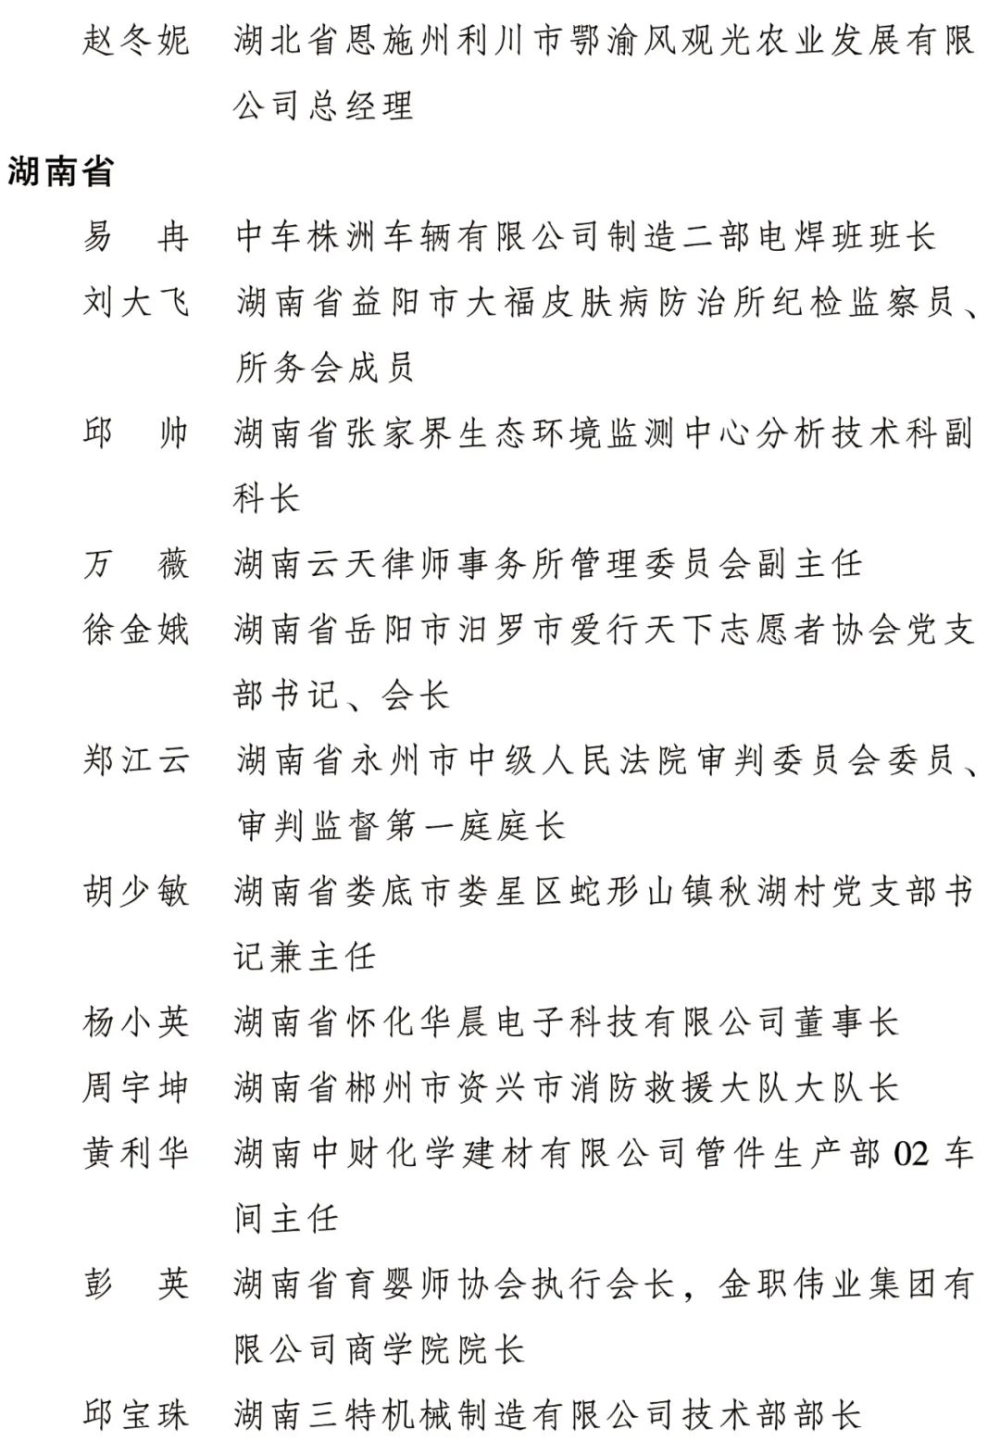 赵冬妮 湖北省恩施州利川市鄂渝风观光农业发展有限
公司总经理
湖南省
易 冉 中车株洲车辆有限公司制造二部电焊班班长
刘大飞 湖南省益阳市大福皮肤病防治所纪检监察员、
所务会成员
邱 帅 湖南省张家界生态环境监测中心分析技术科副
科长
万 薇 湖南云天律师事务所管理委员会副主任
徐金娥 湖南省岳阳市汨罗市爱行天下志愿者协会党支
部书记、会长
郑江云 湖南省永州市中级人民法院审判委员会委员、
审判监督第一庭庭长
胡少敏 湖南省娄底市娄星区蛇形山镇秋湖村党支部书
记兼主任
杨小英 湖南省怀化华晨电子科技有限公司董事长
周宇坤 湖南省郴州市资兴市消防救援大队大队长
黄利华 湖南中财化学建材有限公司管件生产部 02 车
间主任
彭 英 湖南省育婴师协会执行会长，金职伟业集团有
限公司商学院院长
邱宝珠 湖南三特机械制造有限公司技术部部长